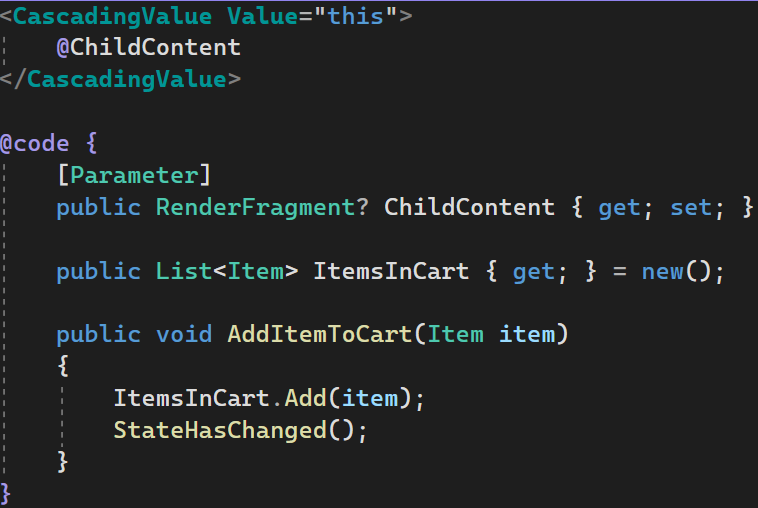 <CascadingValue Value="this">
    @ChildContent
</CascadingValue>

@code {
    [Parameter]
    public RenderFragment? ChildContent { get; set; }

    public List<Item> ItemsInCart { get; } = new();

    public void AddItemToCart(Item item)
    {
        ItemsInCart.Add(item);
        StateHasChanged();
    }
}